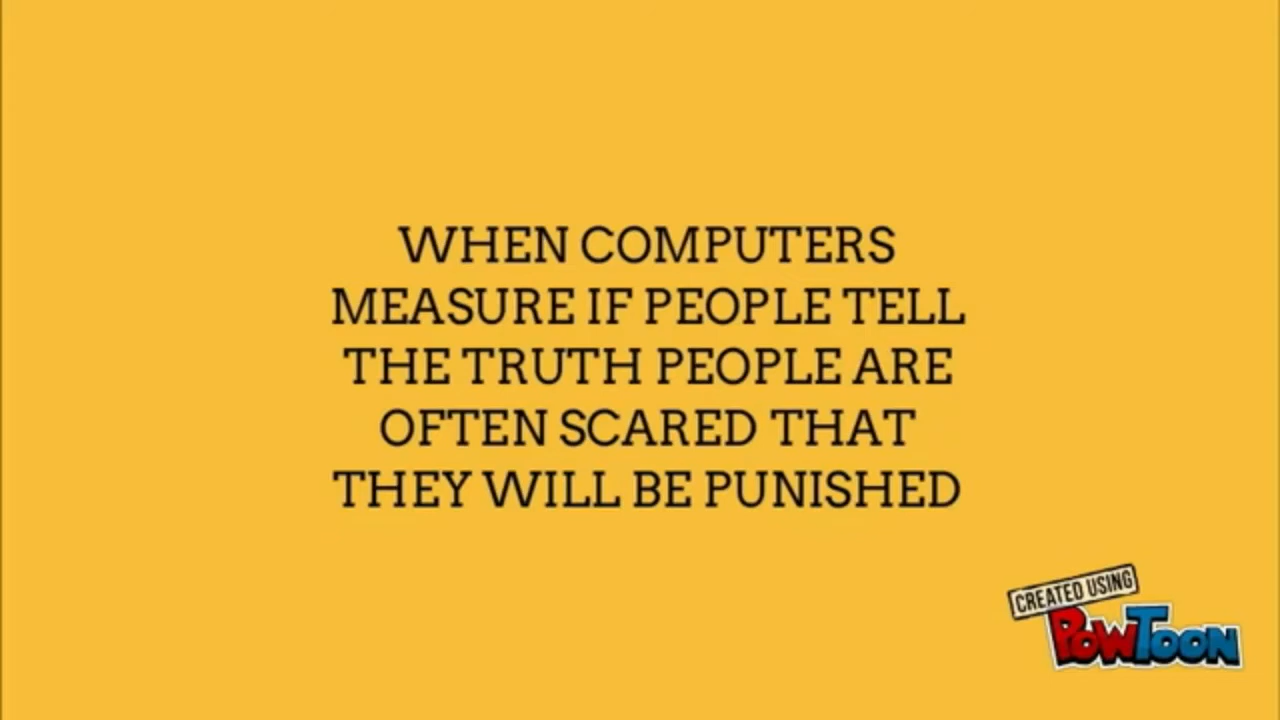 WHEN COMPUTERS
MEASURE IF PEOPLE TELL
THE TRUTH PEOPLE ARE
OFTEN SCARED THAT
THEY WILL BE PUNISHED
CREATED USING
POWTOON